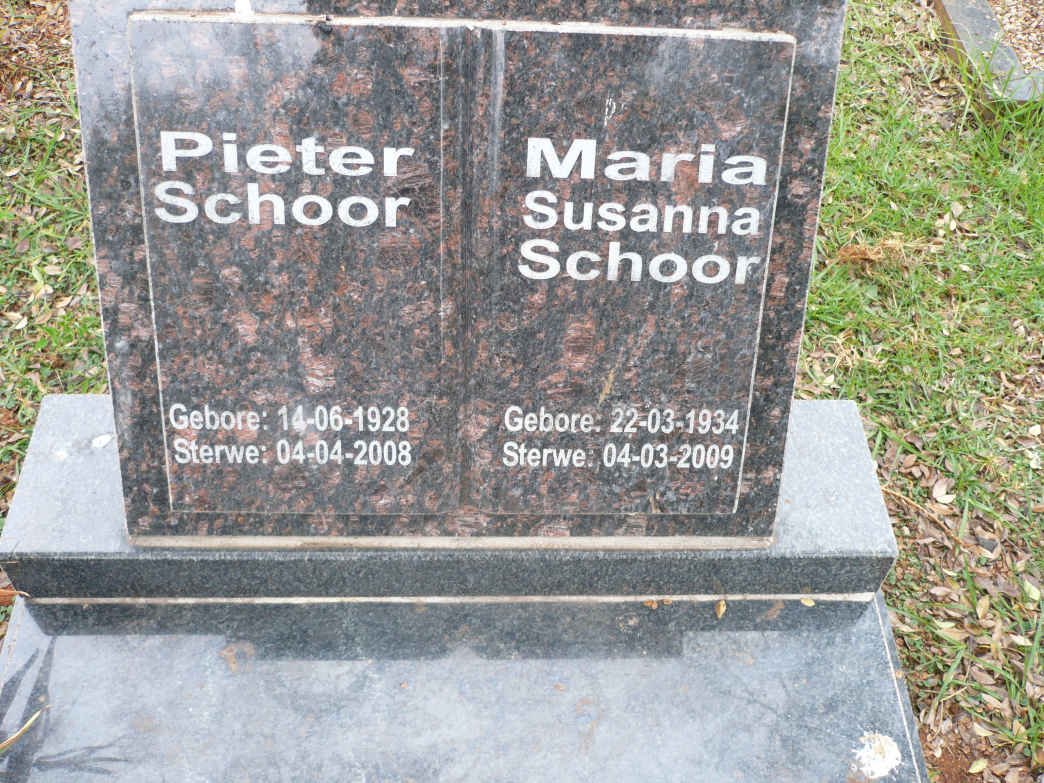 Pieter
Schoor
Gebore: 14-06-1928
Sterwe: 04-04-2008
Maria
Susanna
Schoor
Gebore: 22-03-1934
Sterwe: 04-03-2009